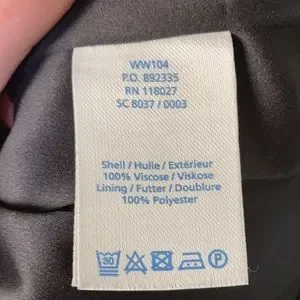 WW104
P.O. 892335
RN 118027
SC 8037 / 0003
Shell / Hulle / Extérieur
100% Viscose / Viskose
Lining / Futter / Doublure
100% Polyester
30 P